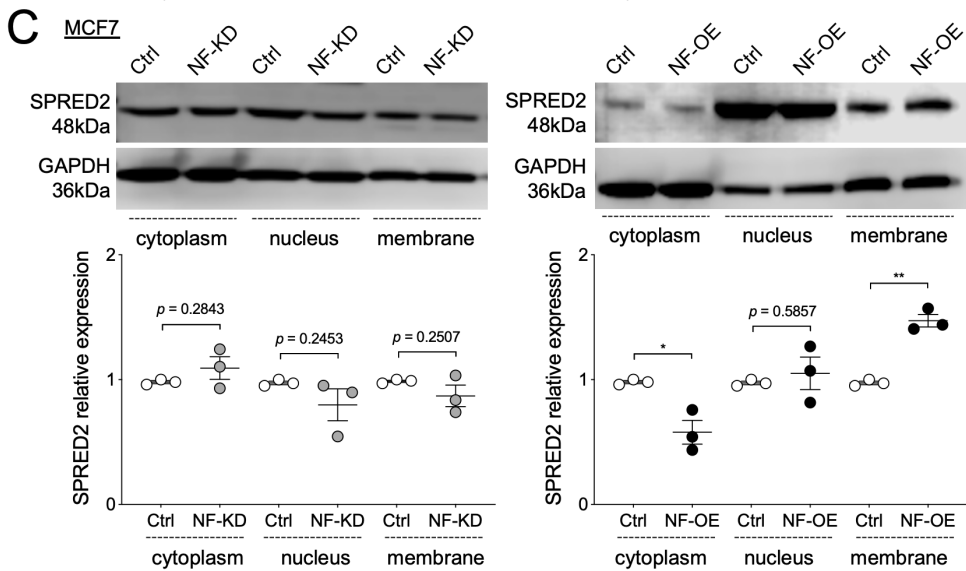 C MCF7
Ctrl NF-KD Ctrl NF-KD Ctrl NF-KD
SPRED2
48kDa
GAPDH
36kDa
cytoplasm nucleus membrane
Ctrl NF-OE Ctrl NF-OE Ctrl NF-OE
SPRED2
48kDa
GAPDH
36kDa
cytoplasm nucleus membrane
SPRED2 relative expression
2
1
0
p = 0.2843
p = 0.2453
p = 0.2507
Ctrl NF-KD Ctrl NF-KD Ctrl NF-KD
cytoplasm nucleus membrane
SPRED2 relative expression
2
1
0
*
p = 0.5857
**
Ctrl NF-OE Ctrl NF-OE Ctrl NF-OE
cytoplasm nucleus membrane